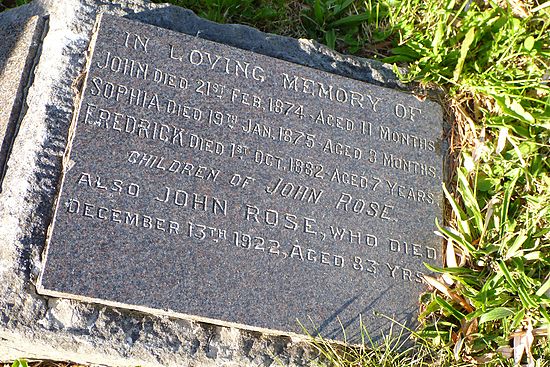 IN LOVING MEMORY OF
JOHN DIED 21ST FEB. 1874 · AGED 11 MONTHS.
SOPHIA DIED 19TH JAN. 1875 AGED 3 MONTHS.
FREDRICK DIED 1ST OCT. 1882 · AGED 7 YEARS.
CHILDREN OF JOHN ROSE.
ALSO JOHN ROSE, WHO DIED
DECEMBER 13TH 1922, AGED 83 YRS.